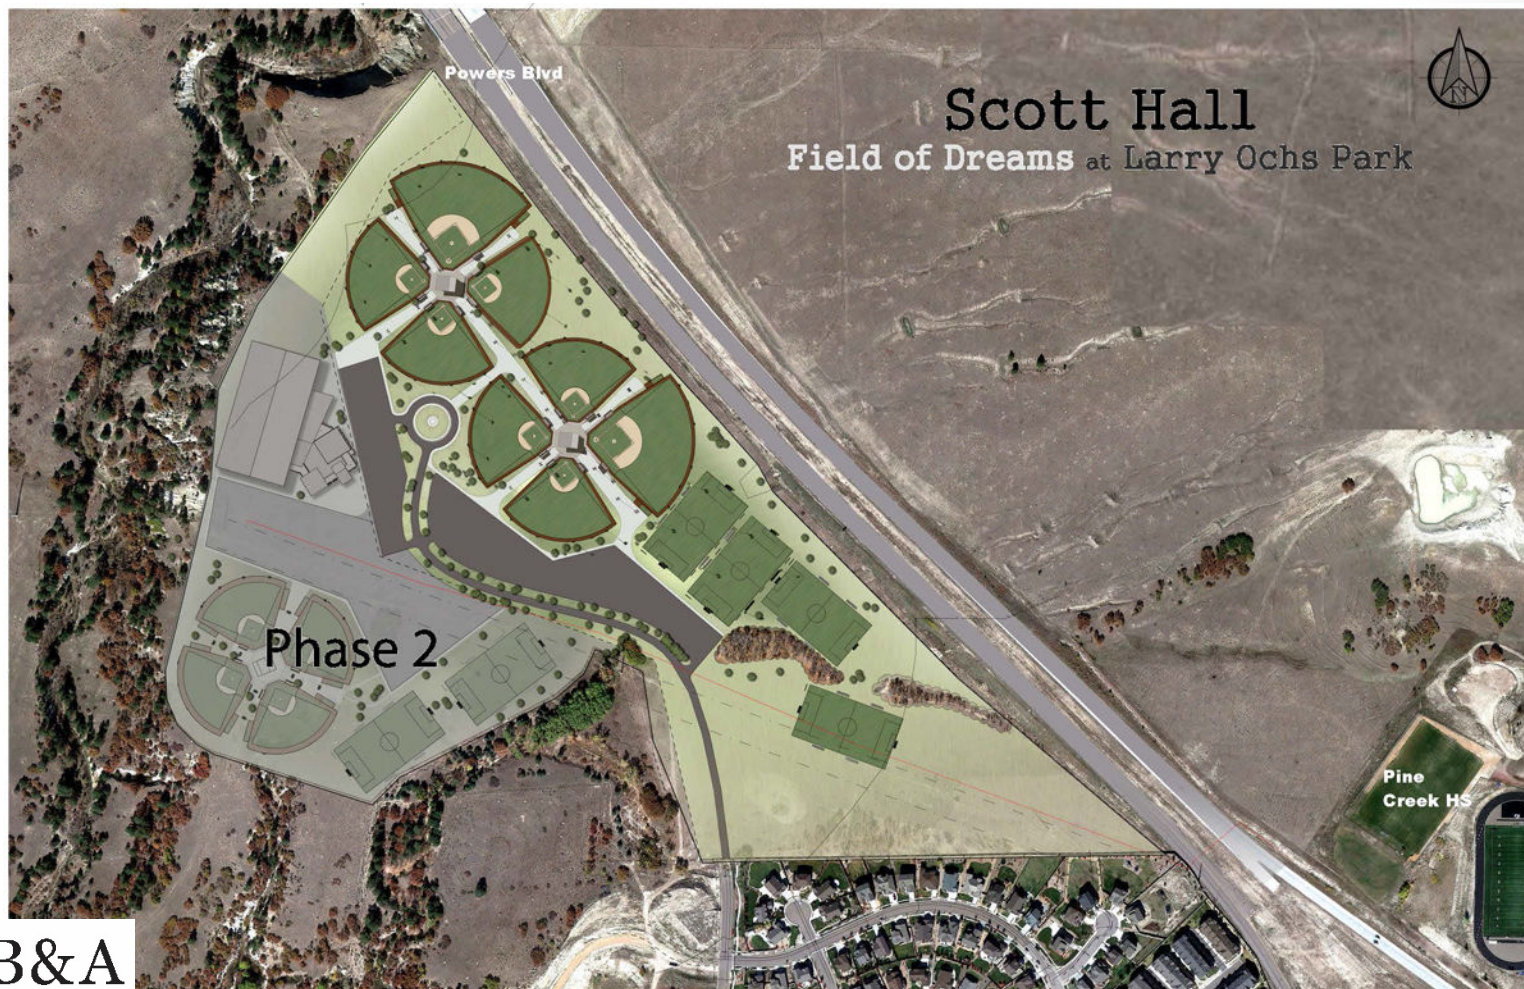 Powers Blvd
Scott Hall
Field of Dreams at Larry Ochs Park
N
Phase 2
Pine
Creek HS
B&A